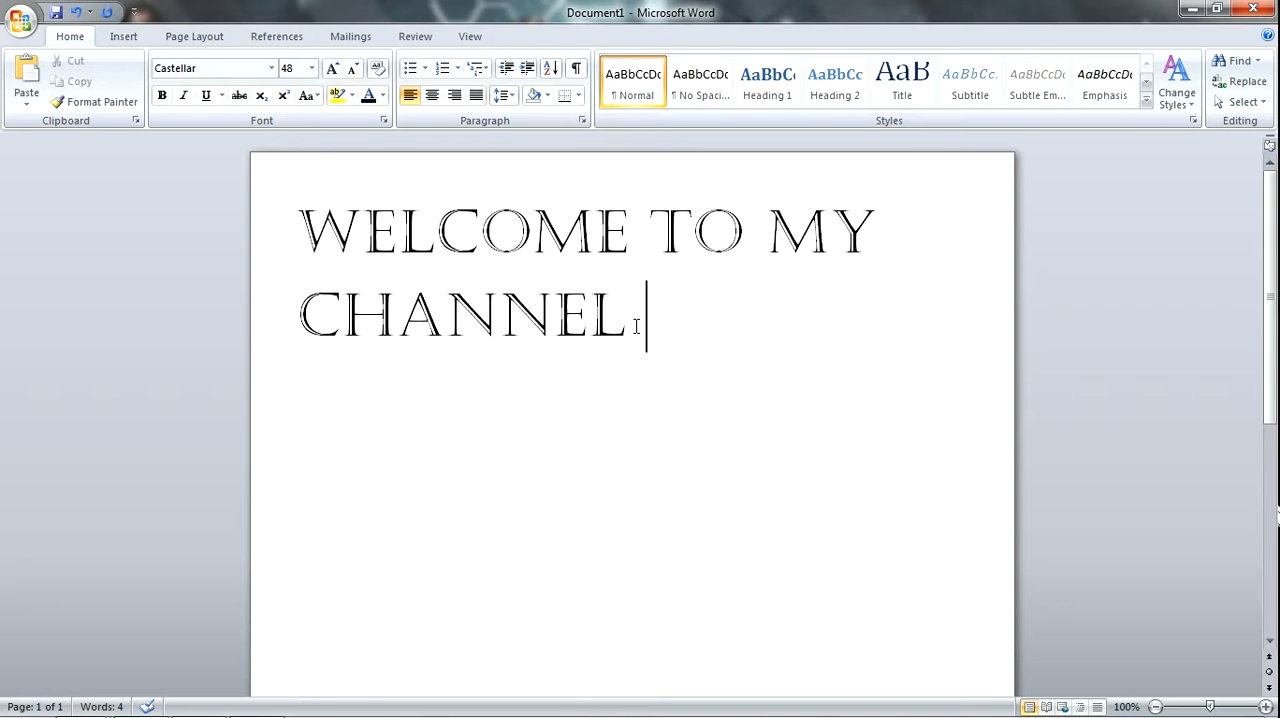 Document1 - Microsoft Word
Home Insert Page Layout References Mailings Review View
Paste Cut Copy Format Painter Clipboard
Castellar 48 Font
Paragraph
AaBbCcDc AaBbCcDc AaBbC AaBbCc AaB AaBbCc. AaBbCcDc AaBbCcDc
¶ Normal ¶ No Spaci... Heading 1 Heading 2 Title Subtitle Subtle Em... Emphasis
Change Styles Styles
Find Replace Select Editing
WELCOME TO MY
CHANNEL
Page: 1 of 1 Words: 4 100%